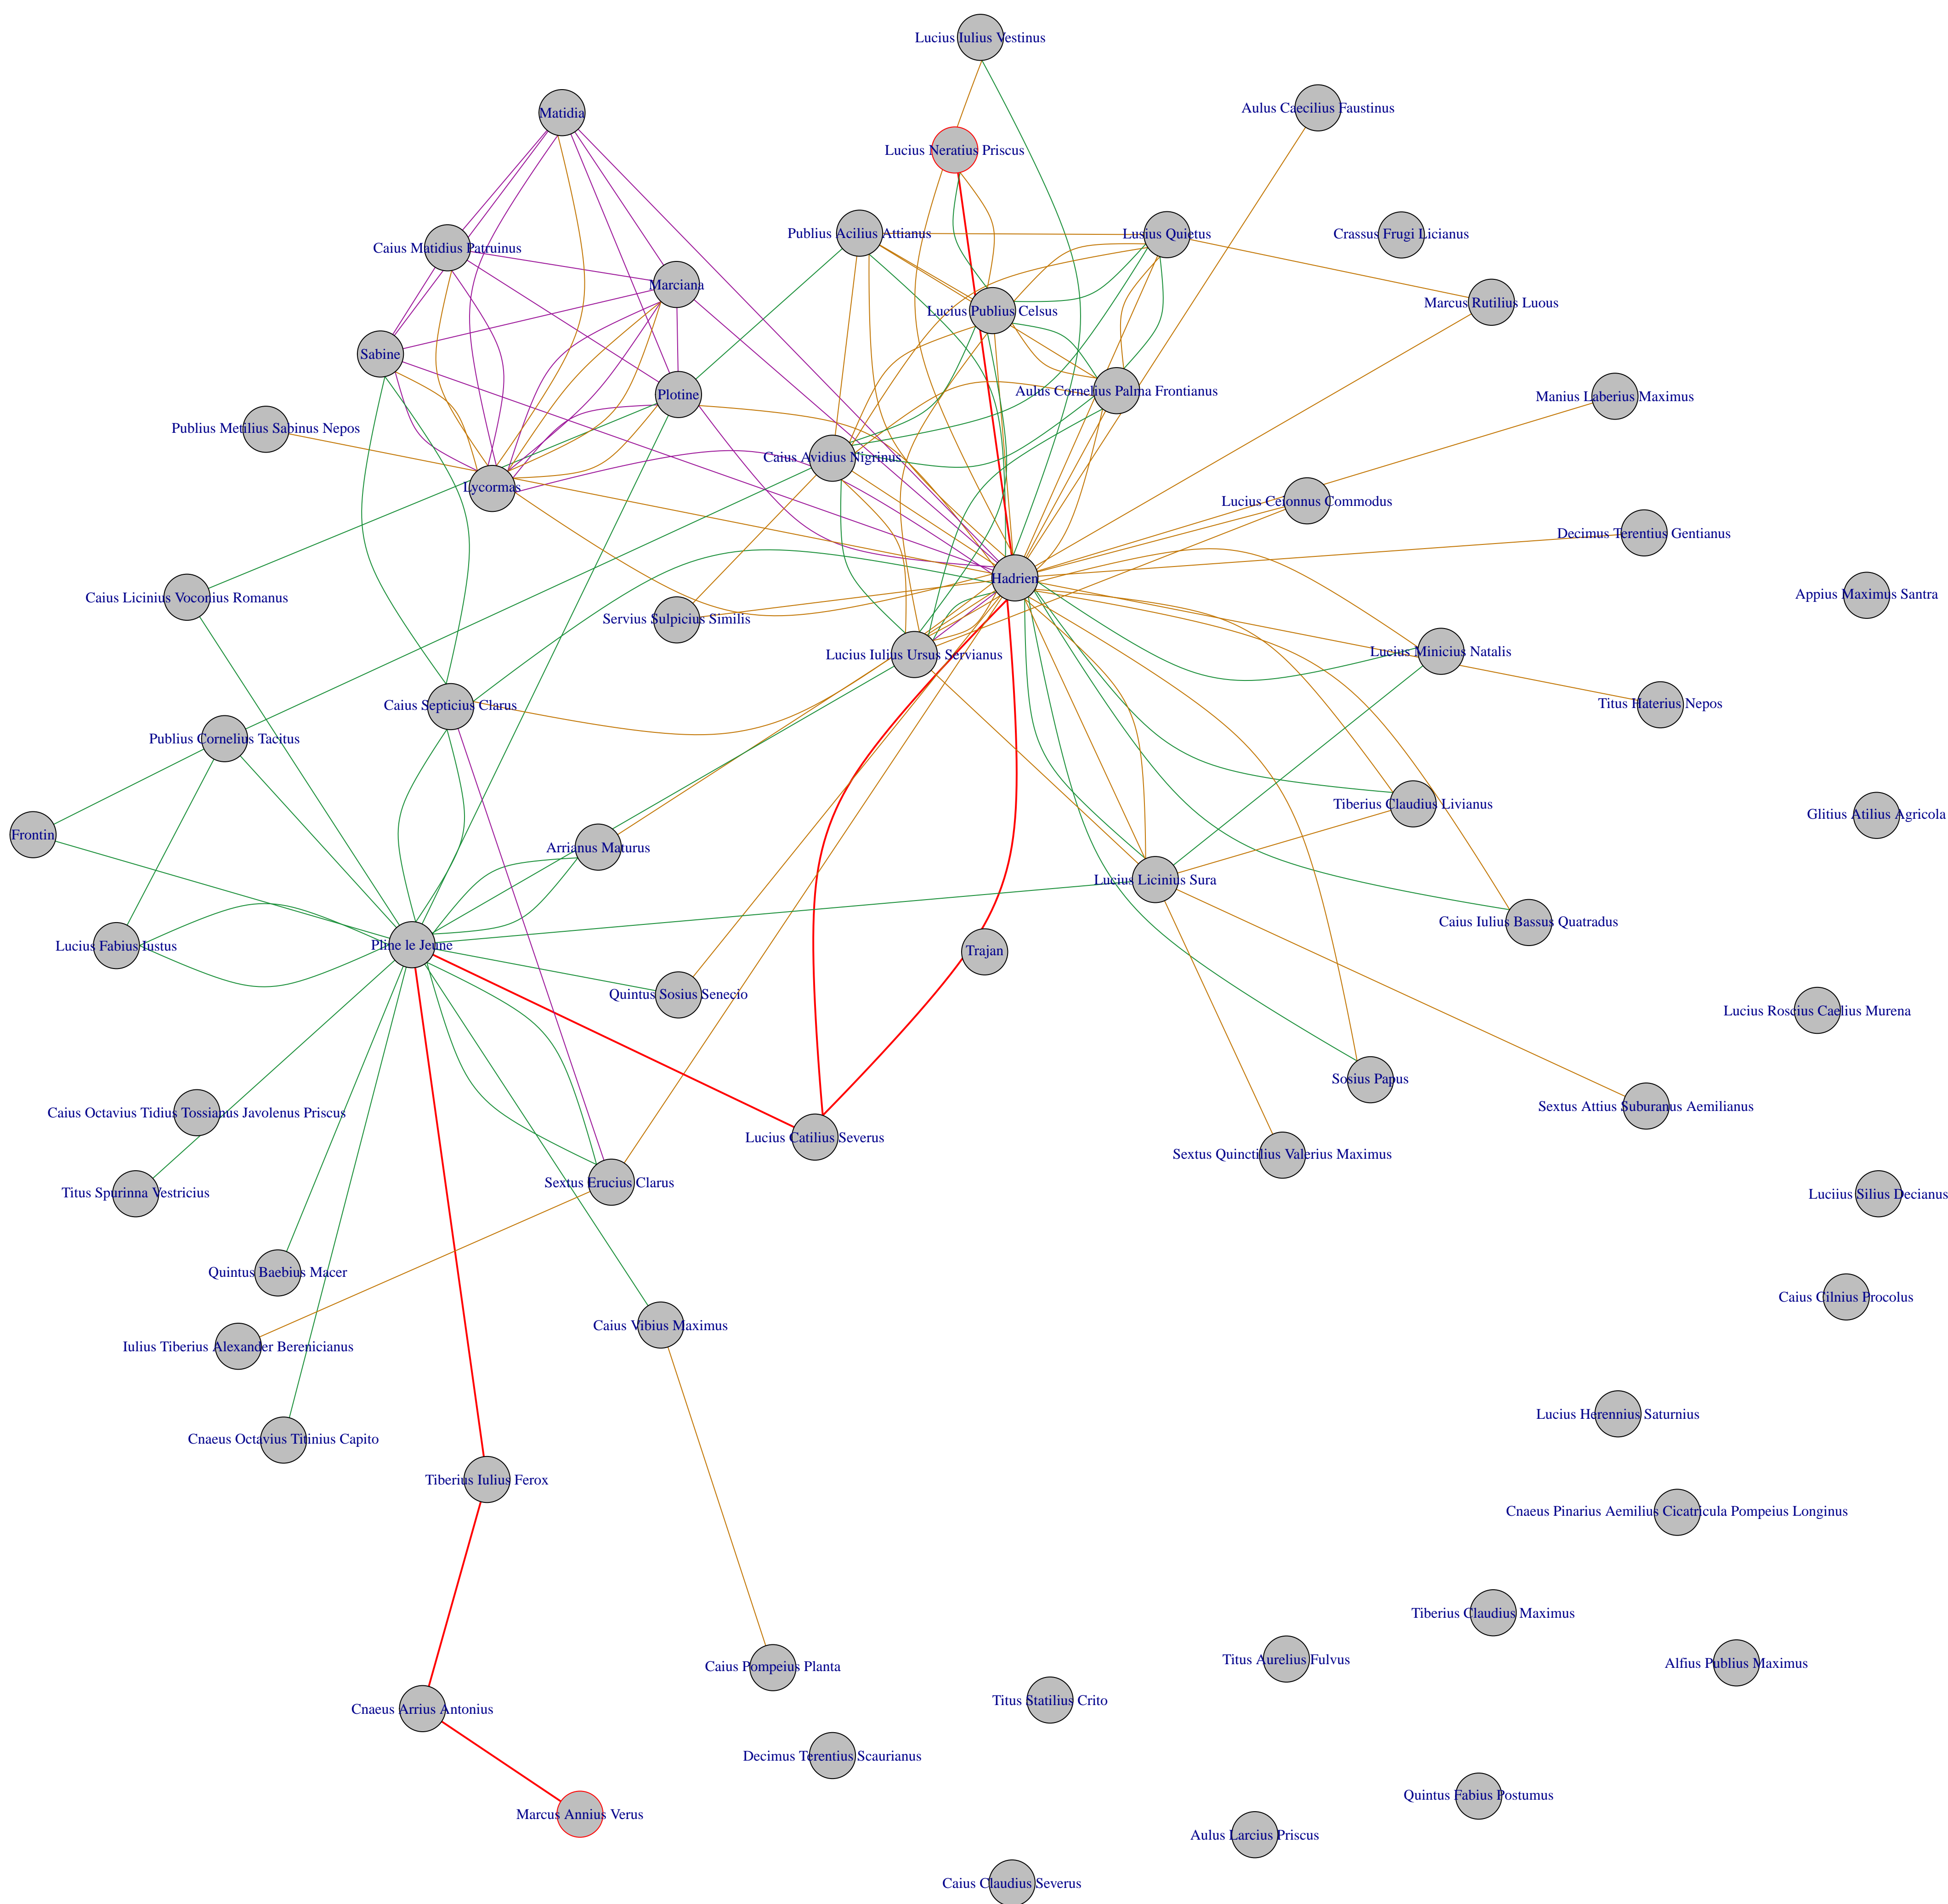 Lucius Iulius Vestinus
Matidia
Aulus Caecilius Faustinus
Lucius Neratius Priscus
Publius Acilius Attianus
Lusius Quietus
Crassus Frugi Licianus
Caius Matidius Patruinus
Marciana
Marcus Rutilius Luous
Lucius Publius Celsus
Sabine
Plotine
Aulus Cornelius Palma Frontianus
Manius Laberius Maximus
Publius Metilius Sabinus Nepos
Caius Avidius Nigrinus
Lycormas
Lucius Ceionnus Commodus
Decimus Terentius Gentianus
Hadrien
Caius Licinius Voconius Romanus
Appius Maximus Santra
Servius Sulpicius Similis
Lucius Iulius Ursus Servianus
Lucius Minicius Natalis
Caius Septicius Clarus
Titus Haterius Nepos
Publius Cornelius Tacitus
Tiberius Claudius Livianus
Glitius Atilius Agricola
Frontin
Arrianus Maturus
Lucius Licinius Sura
Caius Iulius Bassus Quatradus
Lucius Fabius Iustus
Pline le Jeune
Trajan
Quintus Sosius Senecio
Lucius Roscius Caelius Murena
Sosius Papus
Caius Octavius Tidius Tossianus Javolenus Priscus
Sextus Attius Suburanus Aemilianus
Lucius Catilius Severus
Sextus Quinctilius Valerius Maximus
Sextus Erucius Clarus
Titus Spurinna Vestricius
Luciius Silius Decianus
Quintus Baebius Macer
Caius Cilnius Procolus
Caius Vibius Maximus
Iulius Tiberius Alexander Berenicianus
Lucius Herennius Saturnius
Cnaeus Octavius Titinius Capito
Tiberius Iulius Ferox
Cnaeus Pinarius Aemilius Cicatricula Pompeius Longinus
Tiberius Claudius Maximus
Titus Aurelius Fulvus
Alfius Publius Maximus
Caius Pompeius Planta
Titus Statilius Crito
Cnaeus Arrius Antonius
Decimus Terentius Scaurianus
Quintus Fabius Postumus
Marcus Annius Verus
Aulus Larcius Priscus
Caius Claudius Severus